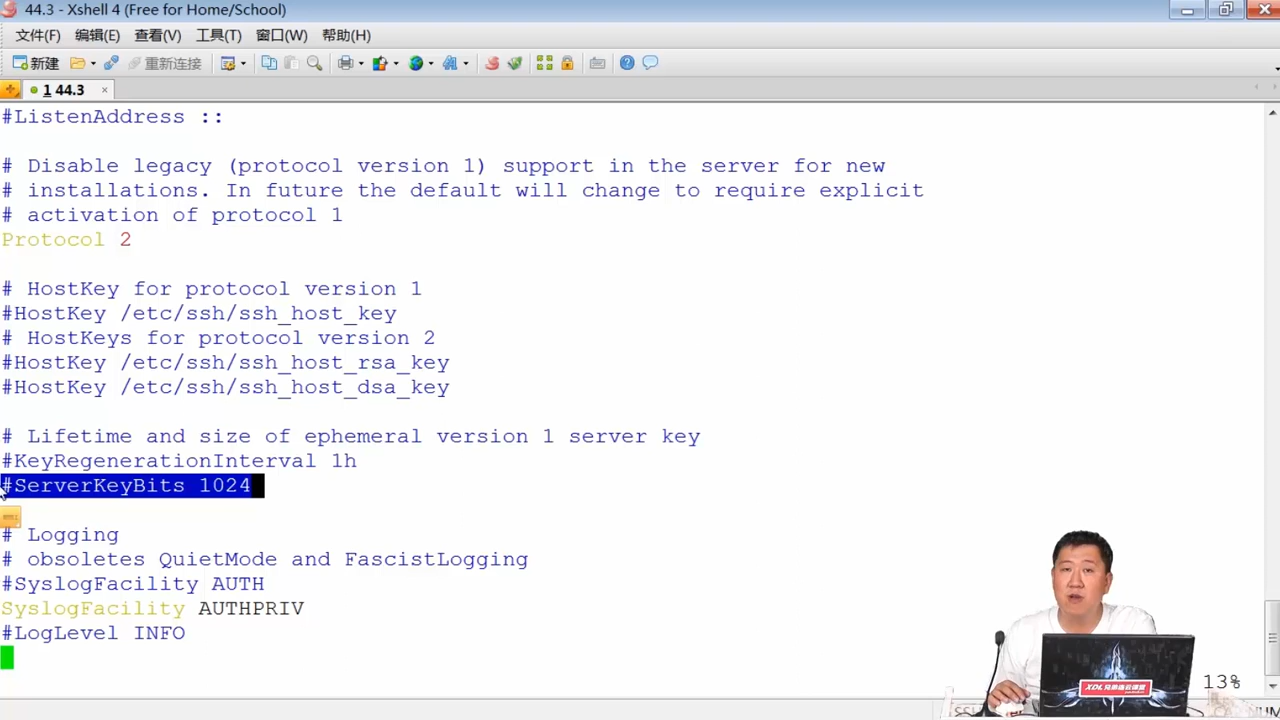 44.3 - Xshell 4 (Free for Home/School)
文件(F) 编辑(E) 查看(V) 工具(T) 窗口(W) 帮助(H)
新建 重新连接
1 44.3
#ListenAddress ::
# Disable legacy (protocol version 1) support in the server for new
# installations. In future the default will change to require explicit
# activation of protocol 1
Protocol 2
# HostKey for protocol version 1
#HostKey /etc/ssh/ssh_host_key
# HostKeys for protocol version 2
#HostKey /etc/ssh/ssh_host_rsa_key
#HostKey /etc/ssh/ssh_host_dsa_key
# Lifetime and size of ephemeral version 1 server key
#KeyRegenerationInterval 1h
#ServerKeyBits 1024
# Logging
# obsoletes QuietMode and FascistLogging
#SyslogFacility AUTH
SyslogFacility AUTHPRIV
#LogLevel INFO
13%